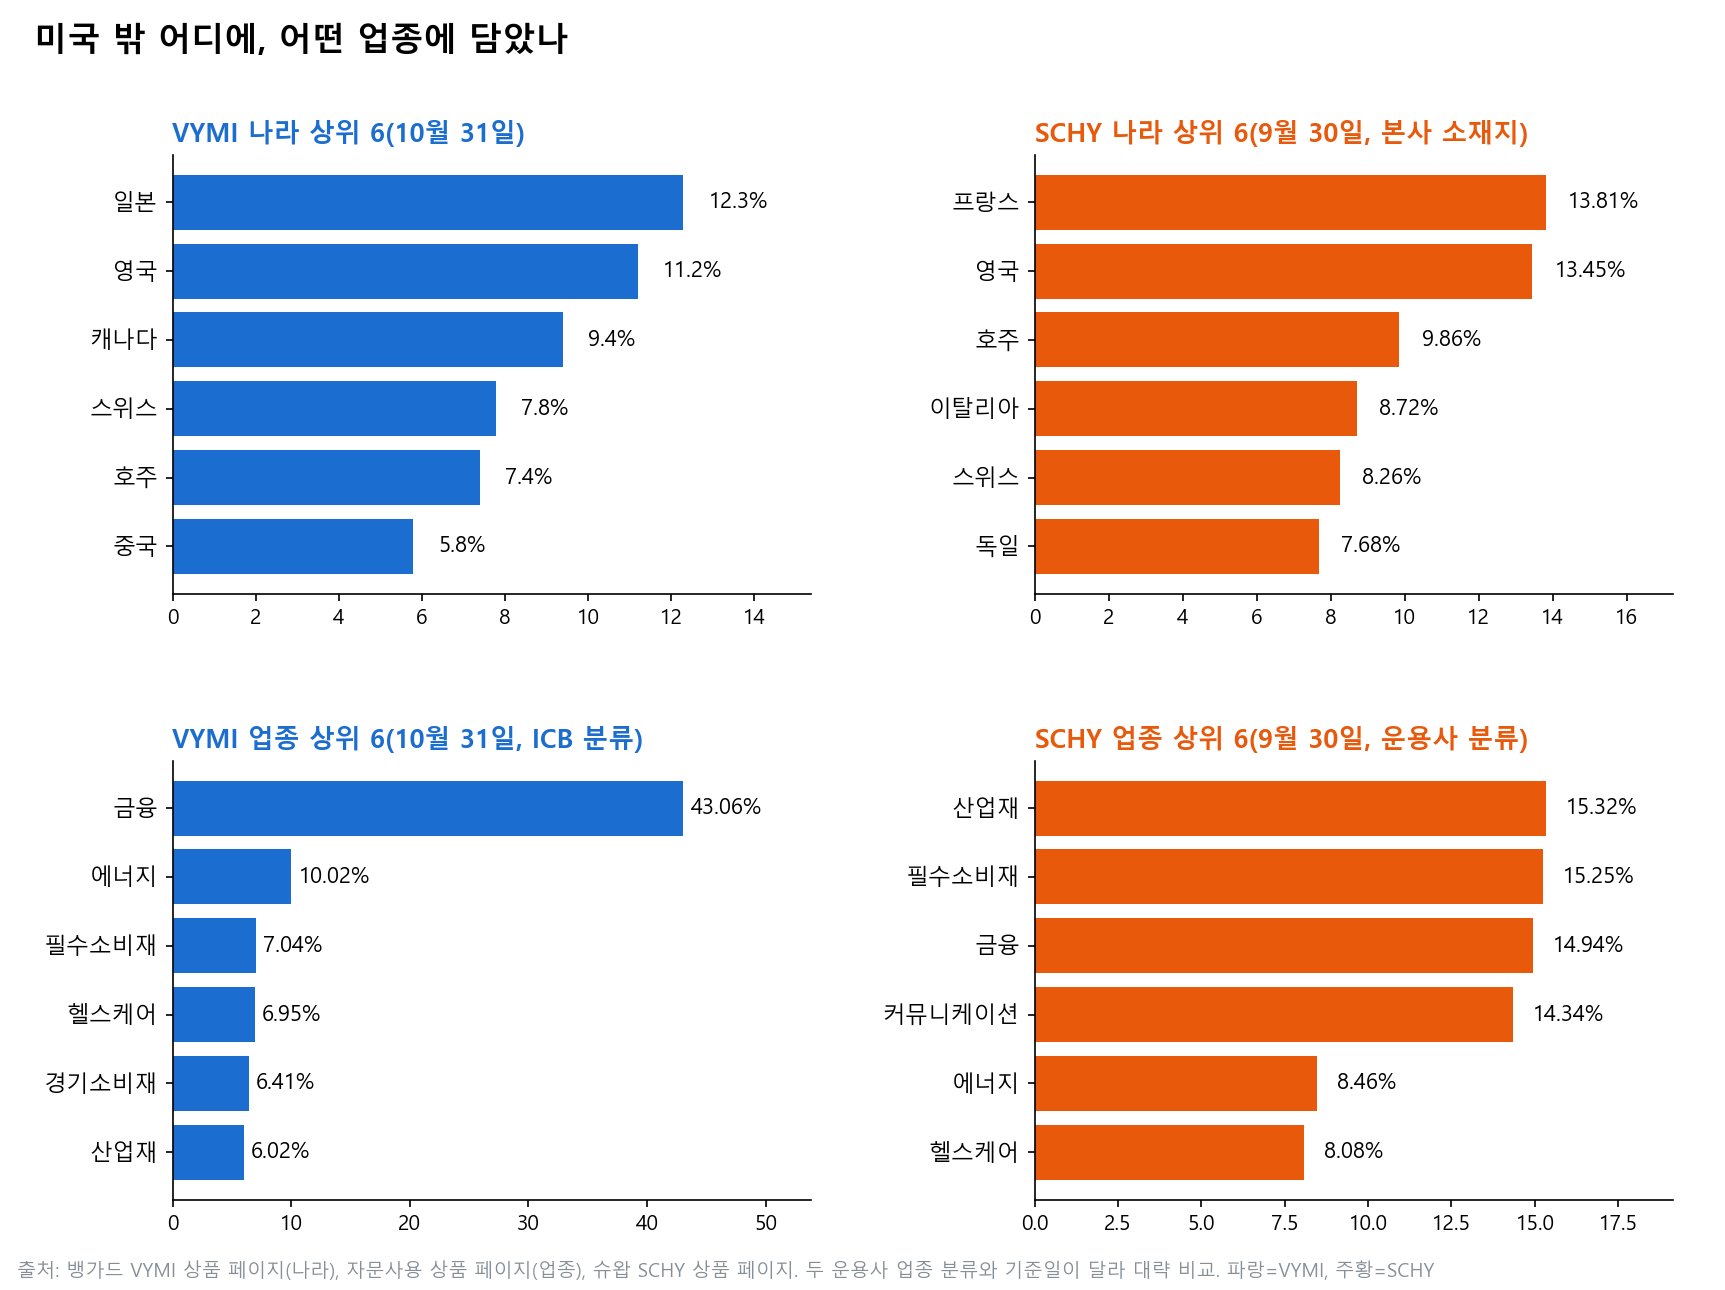 미국 밖 어디에, 어떤 업종에 담았나
VYMI 나라 상위 6(10월 31일)
일본 12.3%
영국 11.2%
캐나다 9.4%
스위스 7.8%
호주 7.4%
중국 5.8%
0 2 4 6 8 10 12 14
SCHY 나라 상위 6(9월 30일, 본사 소재지)
프랑스 13.81%
영국 13.45%
호주 9.86%
이탈리아 8.72%
스위스 8.26%
독일 7.68%
0 2 4 6 8 10 12 14 16
VYMI 업종 상위 6(10월 31일, ICB 분류)
금융 43.06%
에너지 10.02%
필수소비재 7.04%
헬스케어 6.95%
경기소비재 6.41%
산업재 6.02%
0 10 20 30 40 50
SCHY 업종 상위 6(9월 30일, 운용사 분류)
산업재 15.32%
필수소비재 15.25%
금융 14.94%
커뮤니케이션 14.34%
에너지 8.46%
헬스케어 8.08%
0.0 2.5 5.0 7.5 10.0 12.5 15.0 17.5
출처: 뱅가드 VYMI 상품 페이지(나라), 자문사용 상품 페이지(업종), 슈왑 SCHY 상품 페이지. 두 운용사 업종 분류와 기준일이 달라 대략 비교. 파랑=VYMI, 주황=SCHY